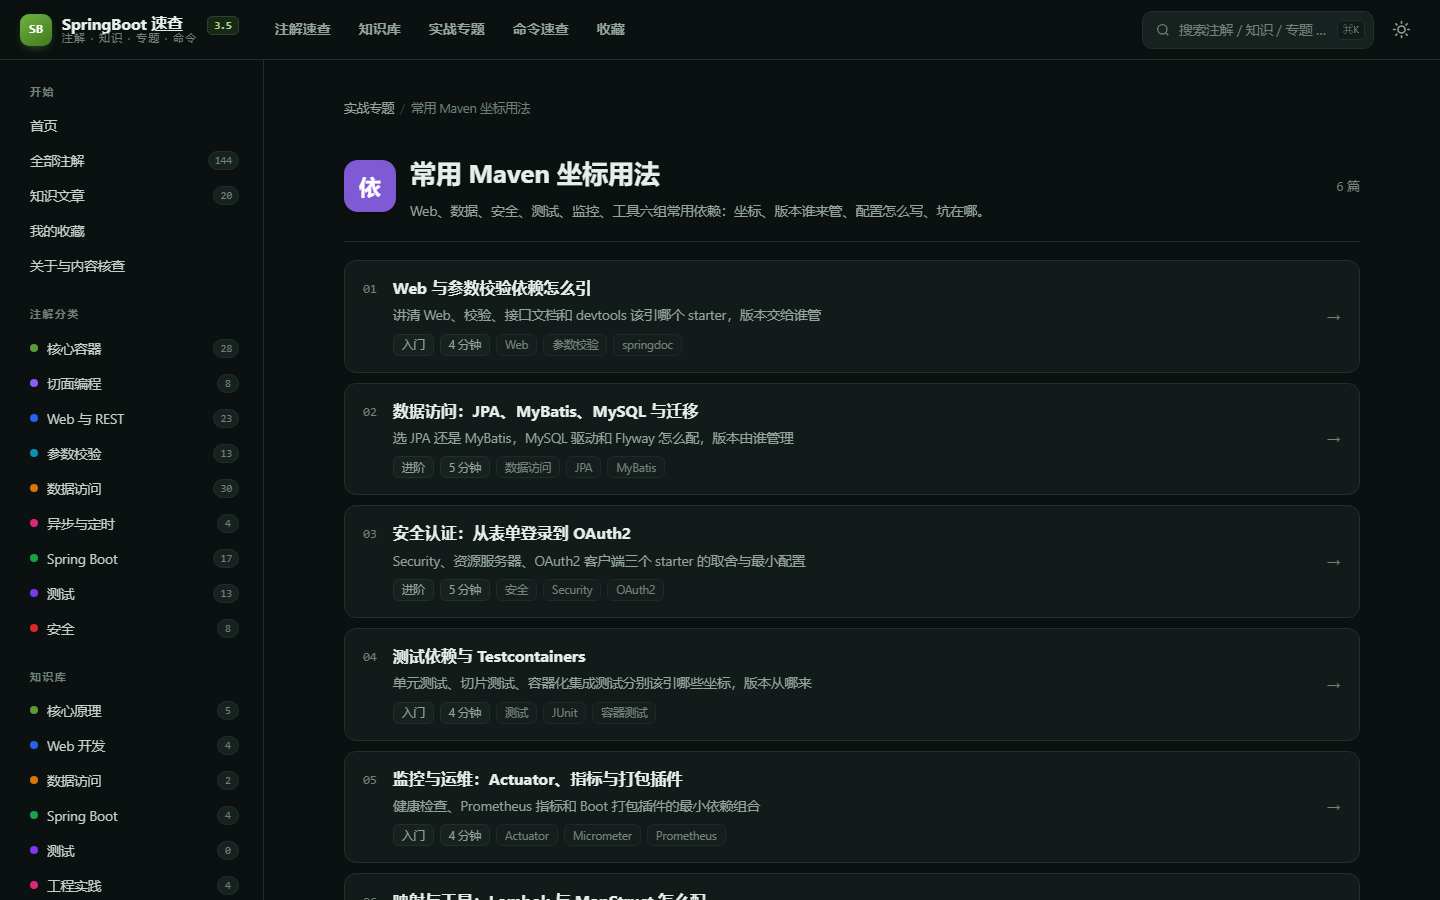 SB
SpringBoot 速查
注解 · 知识 · 专题 · 命令
3.5
注解速查
知识库
实战专题
命令速查
收藏
搜索注解 / 知识 / 专题 ...
⌘K
开始
首页
全部注解 144
知识文章 20
我的收藏
关于与内容核查
注解分类
核心容器 28
切面编程 8
Web 与 REST 23
参数校验 13
数据访问 30
异步与定时 4
Spring Boot 17
测试 13
安全 8
知识库
核心原理 5
Web 开发 4
数据访问 2
Spring Boot 4
测试 0
工程实践 4
实战专题 / 常用 Maven 坐标用法
依
常用 Maven 坐标用法
Web、数据、安全、测试、监控、工具六组常用依赖：坐标、版本谁来管、配置怎么写、坑在哪。
6 篇
01 Web 与参数校验依赖怎么引
讲清 Web、校验、接口文档和 devtools 该引哪个 starter，版本交给谁管
入门 4 分钟 Web 参数校验 springdoc
→
02 数据访问：JPA、MyBatis、MySQL 与迁移
选 JPA 还是 MyBatis，MySQL 驱动和 Flyway 怎么配，版本由谁管理
进阶 5 分钟 数据访问 JPA MyBatis
→
03 安全认证：从表单登录到 OAuth2
Security、资源服务器、OAuth2 客户端三个 starter 的取舍与最小配置
进阶 5 分钟 安全 Security OAuth2
→
04 测试依赖与 Testcontainers
单元测试、切片测试、容器化集成测试分别该引哪些坐标，版本从哪来
入门 4 分钟 测试 JUnit 容器测试
→
05 监控与运维：Actuator、指标与打包插件
健康检查、Prometheus 指标和 Boot 打包插件的最小依赖组合
入门 4 分钟 Actuator Micrometer Prometheus
→
06 映射与工具：Lombok 与 MapStruct 怎么配